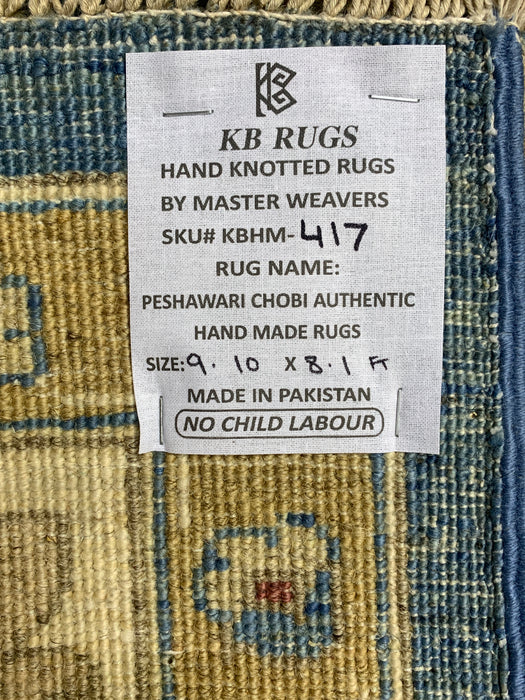 KB
KB RUGS
HAND KNOTTED RUGS
BY MASTER WEAVERS
SKU# KBHM-417
RUG NAME:
PESHAWARI CHOBI AUTHENTIC
HAND MADE RUGS
SIZE: 9.10 X 8.1 FT
MADE IN PAKISTAN
NO CHILD LABOUR